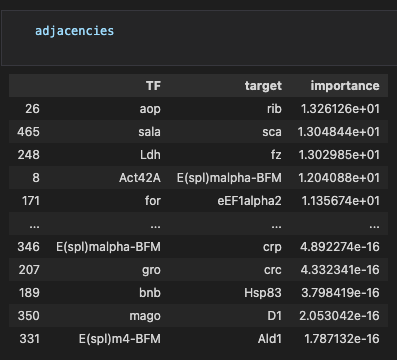 adjacencies
TF target importance
26 aop rib 1.326126e+01
465 sala sca 1.304844e+01
248 Ldh fz 1.302985e+01
8 Act42A E(spl)malpha-BFM 1.204088e+01
171 for eEF1alpha2 1.135674e+01
... ... ... ...
346 E(spl)malpha-BFM crp 4.892274e-16
207 gro crc 4.332341e-16
189 bnb Hsp83 3.798419e-16
350 mago D1 2.053042e-16
331 E(spl)m4-BFM Ald1 1.787132e-16